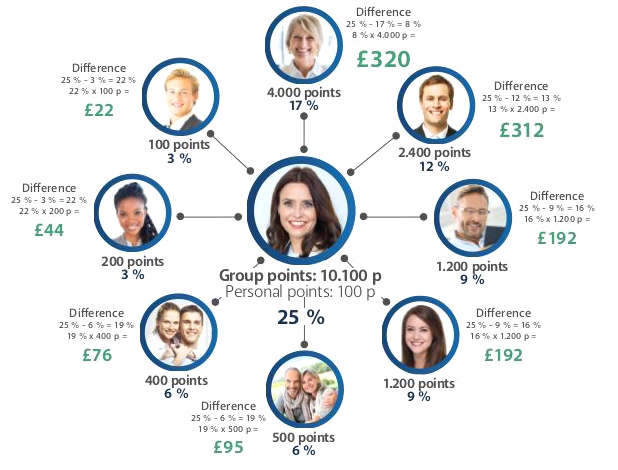 Difference
25 % - 17 % = 8 %
8 % x 4.000 p =
£320
4.000 points
17 %
Difference
25 % - 3 % = 22 %
22 % x 100 p =
£22
100 points
3 %
Difference
25 % - 12 % = 13 %
13 % x 2.400 p =
£312
2.400 points
12 %
Difference
25 % - 3 % = 22 %
22 % x 200 p =
£44
200 points
3 %
Difference
25 % - 9 % = 16 %
16 % x 1.200 p =
£192
1.200 points
9 %
Group points: 10.100 p
Personal points: 100 p
25 %
Difference
25 % - 6 % = 19 %
19 % x 400 p =
£76
400 points
6 %
Difference
25 % - 9 % = 16 %
16 % x 1.200 p =
£192
1.200 points
9 %
Difference
25 % - 6 % = 19 %
19 % x 500 p =
£95
500 points
6 %